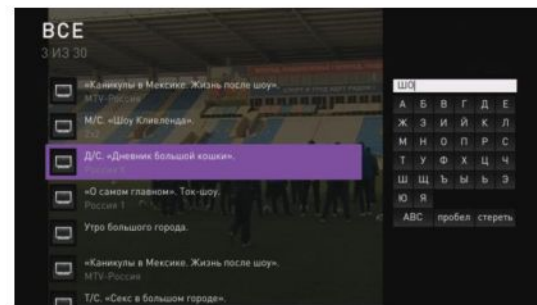 ВСЕ
3 ИЗ 30
«Каникулы в Мексике. Жизнь после шоу».
MTV-Россия
М/С. «Шоу Кливленда».
2x2
Д/С. «Дневник большой кошки».
«О самом главном». Ток-шоу.
Россия 1
Утро большого города.
«Каникулы в Мексике. Жизнь после шоу».
MTV-Россия
Т/С. «Секс в большом городе».
ШО
А Б В Г Д Е
Ж З И Й К Л
М Н О П Р С
Т У Ф Х Ц Ч
Ш Щ Ъ Ы Ь Э
Ю Я
ABC пробел стереть